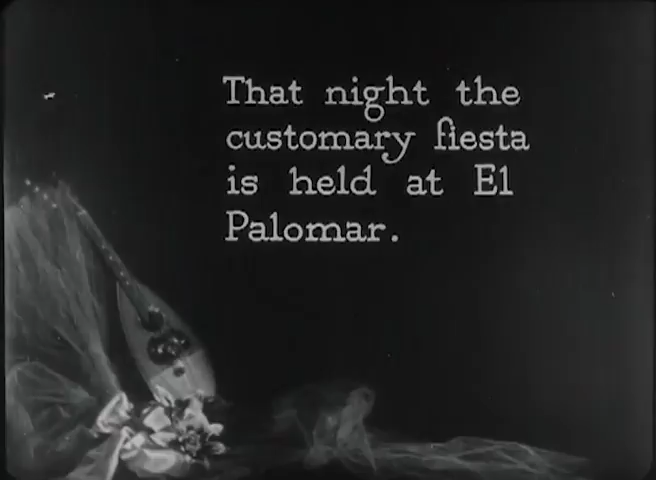 That night the
customary fiesta
is held at El
Palomar.